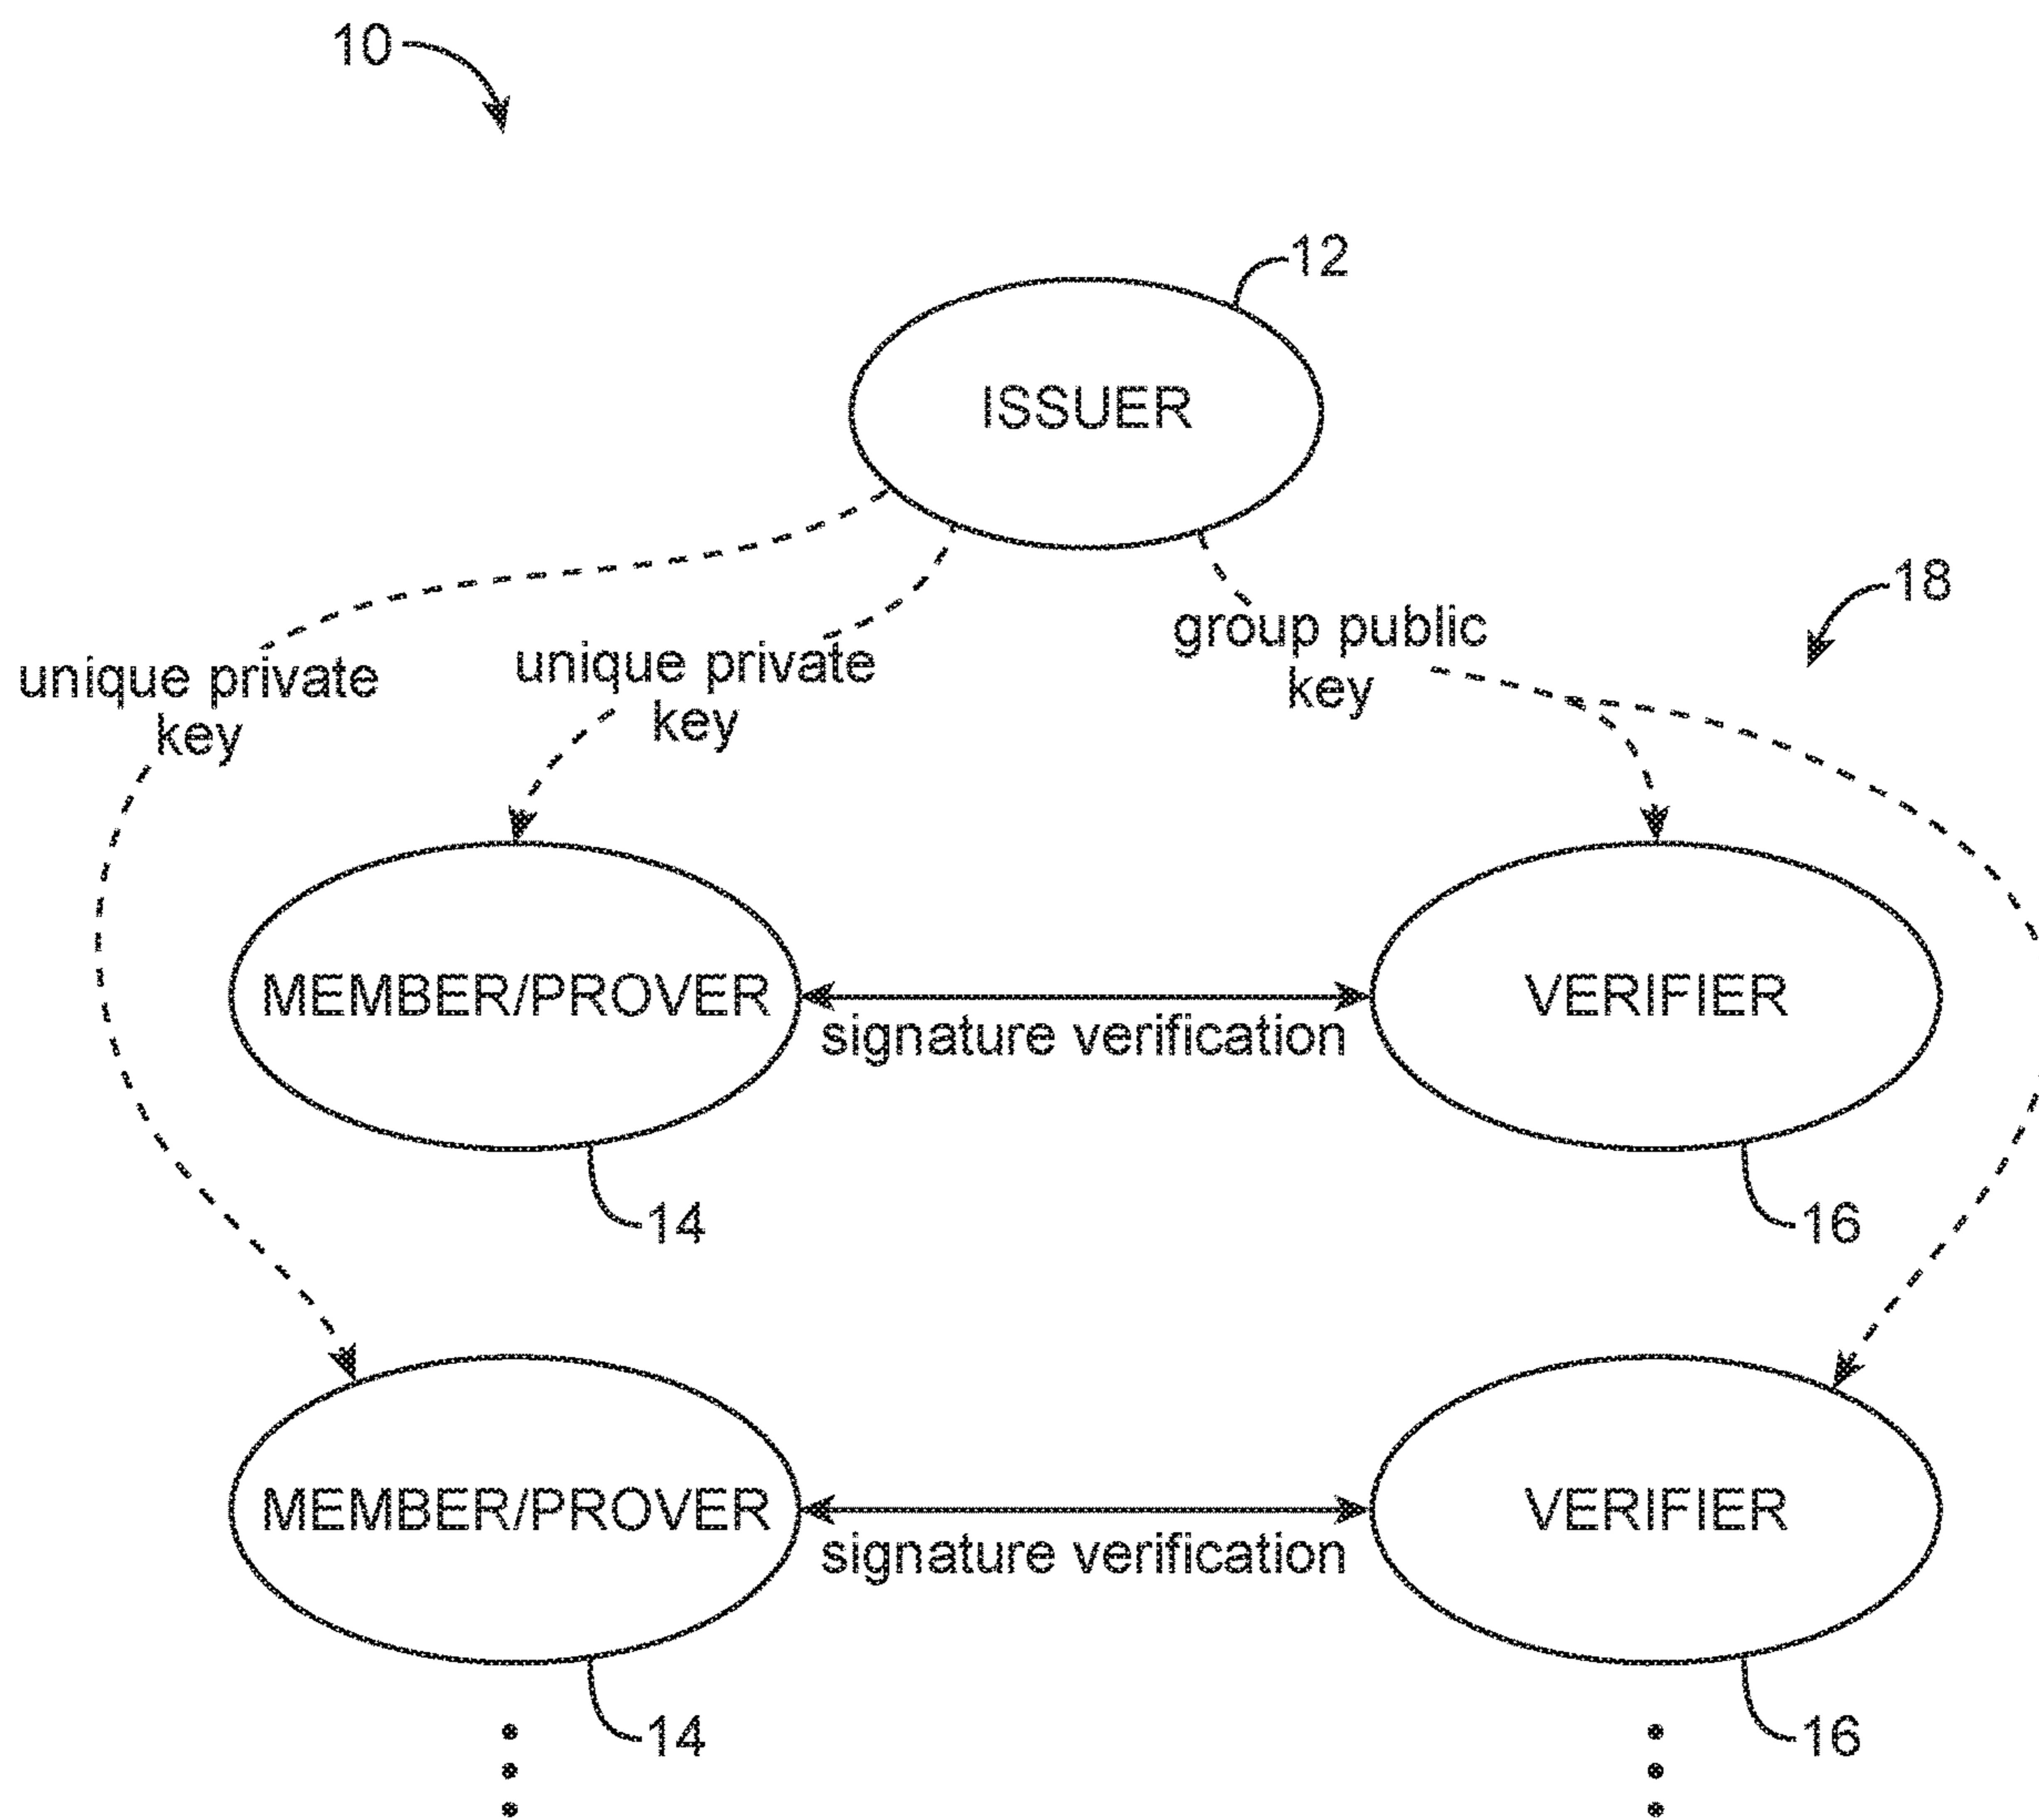 10
12
ISSUER
18
group public
key
unique private
key
unique private
key
MEMBER/PROVER
signature verification
VERIFIER
14
16
MEMBER/PROVER
signature verification
VERIFIER
14
16